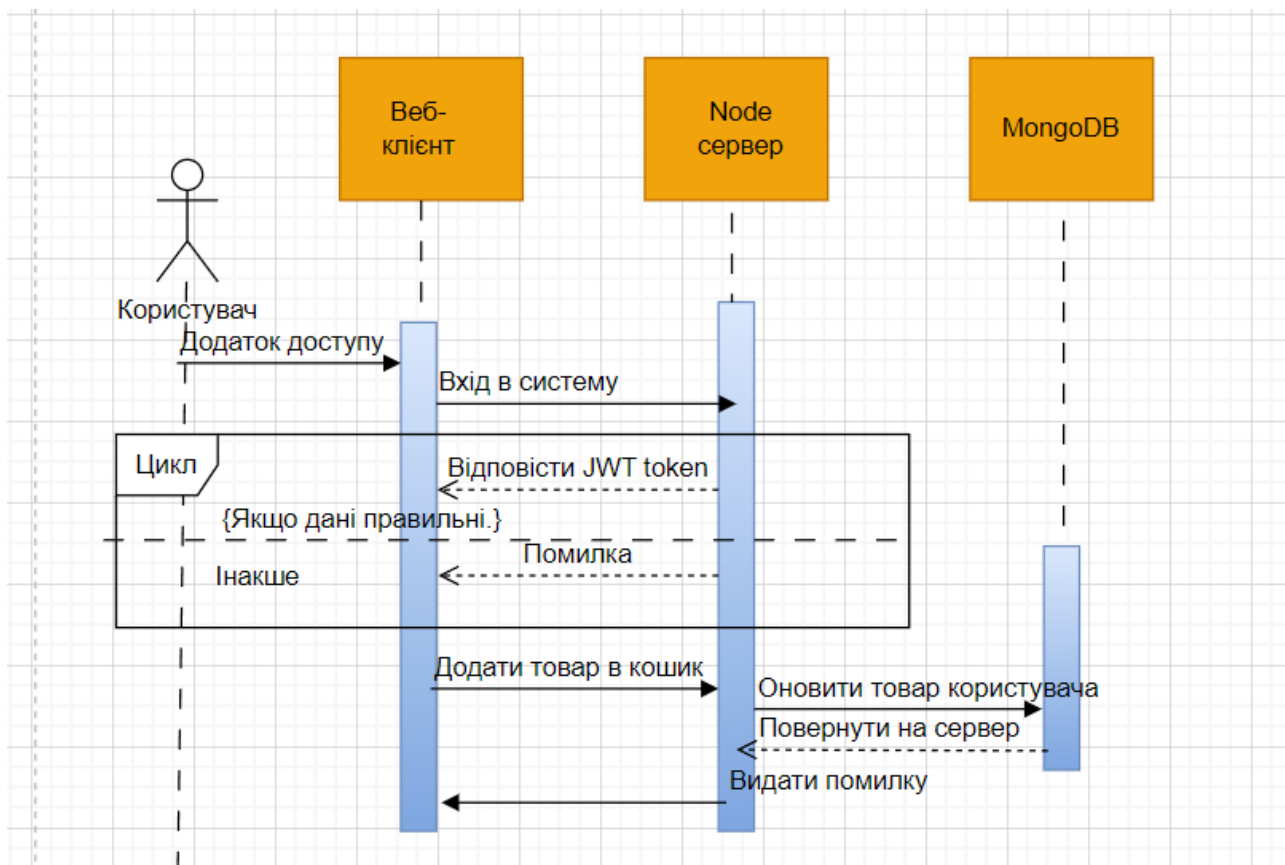 Веб-
клієнт
Node
сервер
MongoDB
Користувач
Додаток доступу
Вхід в систему
Цикл
Відповісти JWT token
{Якщо дані правильні.}
Помилка
Інакше
Додати товар в кошик
Оновити товар користувача
Повернути на сервер
Видати помилку